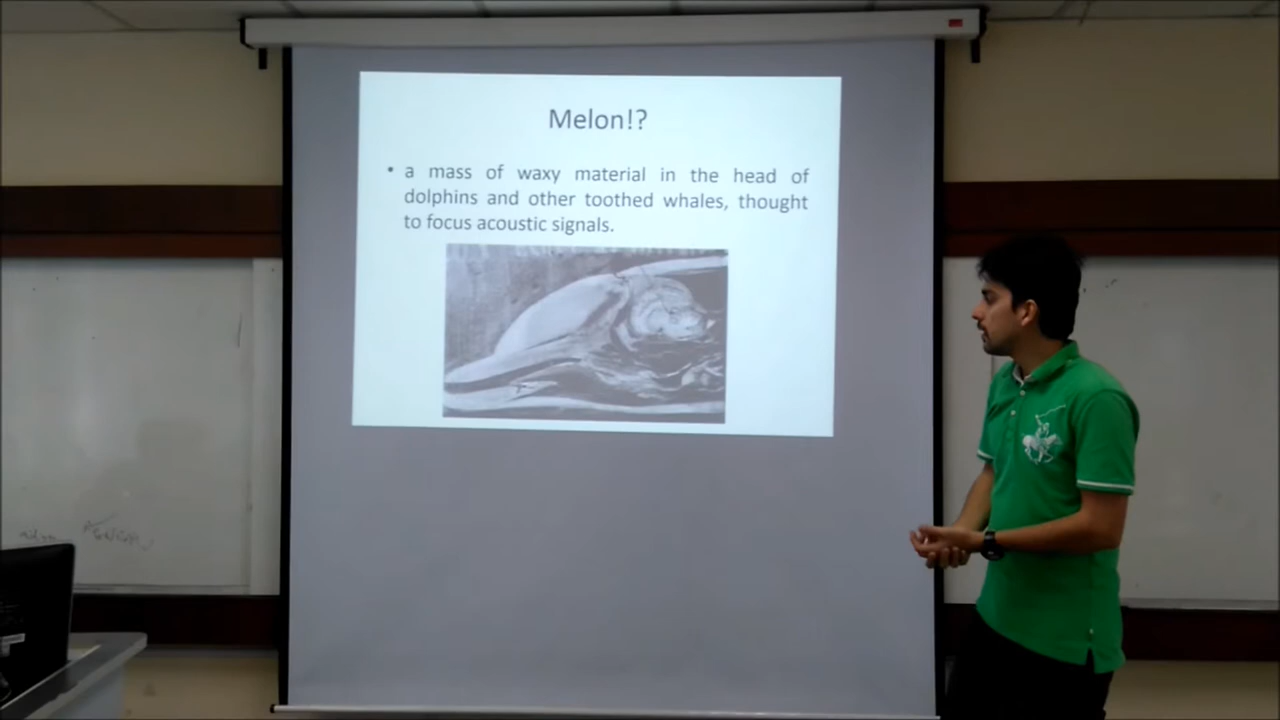 Melon!?
• a mass of waxy material in the head of
dolphins and other toothed whales, thought
to focus acoustic signals.